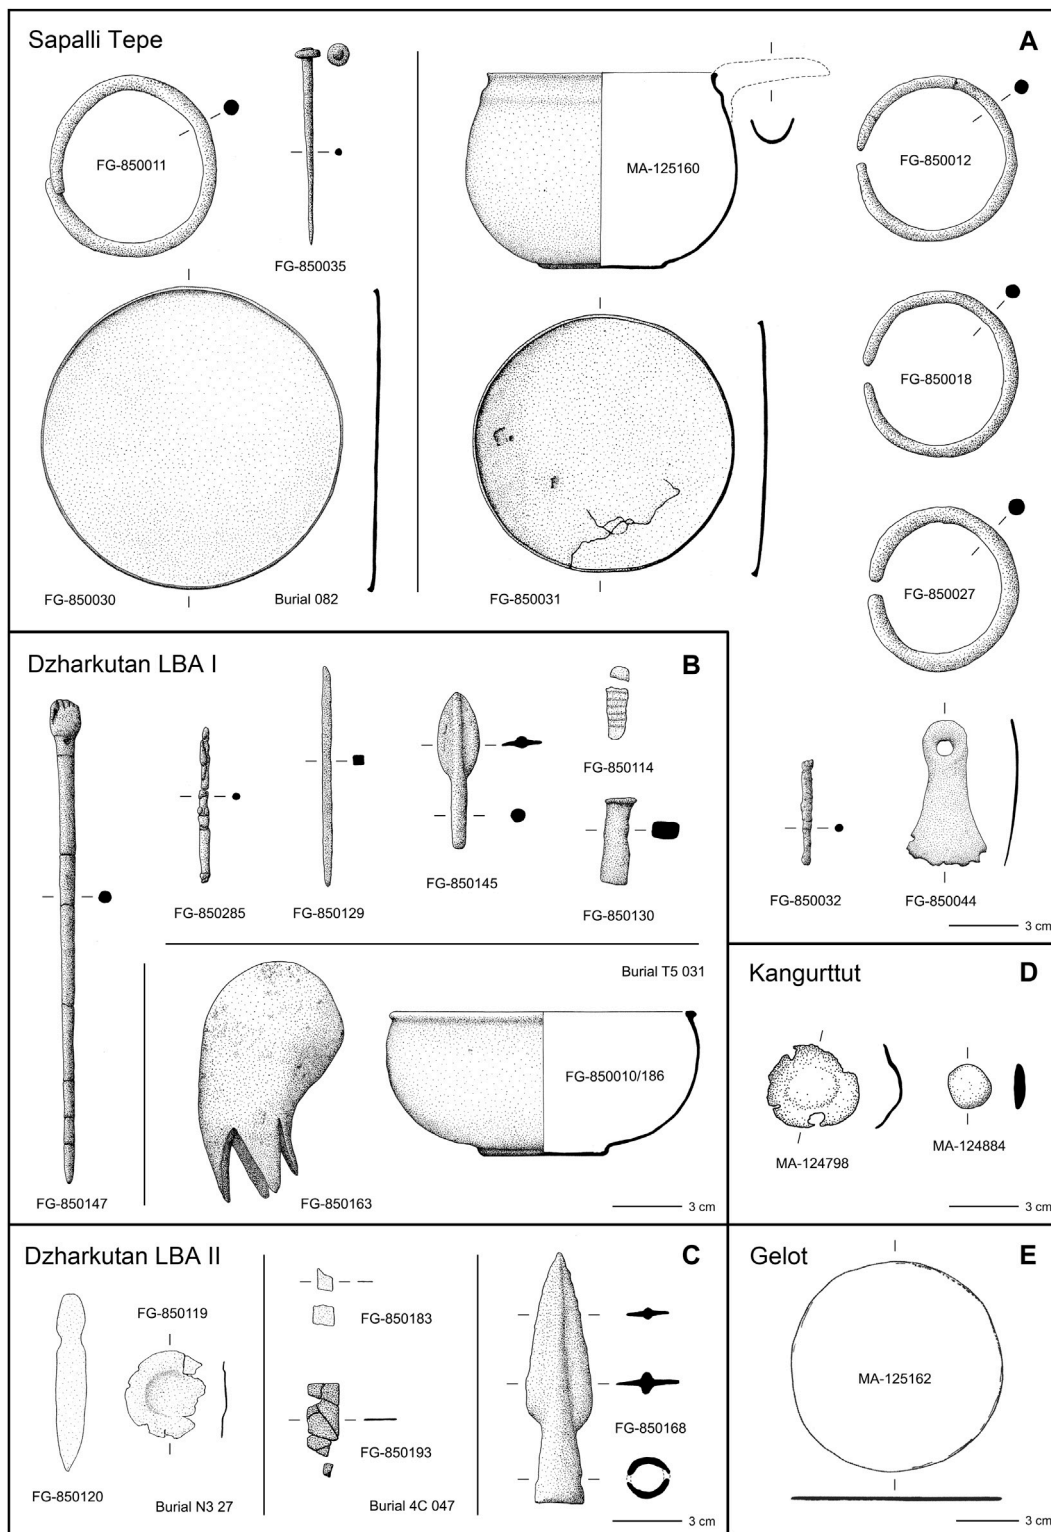 Sapalli Tepe
A
FG-850011
FG-850035
MA-125160
FG-850012
FG-850018
FG-850030
Burial 082
FG-850031
FG-850027
FG-850032
FG-850044
3 cm
Dzharkutan LBA I
B
FG-850285
FG-850129
FG-850145
FG-850114
FG-850130
FG-850147
Burial T5 031
FG-850163
FG-850010/186
3 cm
Dzharkutan LBA II
C
FG-850119
FG-850120
Burial N3 27
FG-850183
FG-850193
Burial 4C 047
FG-850168
3 cm
Kangurttut
D
MA-124798
MA-124884
3 cm
Gelot
E
MA-125162
3 cm